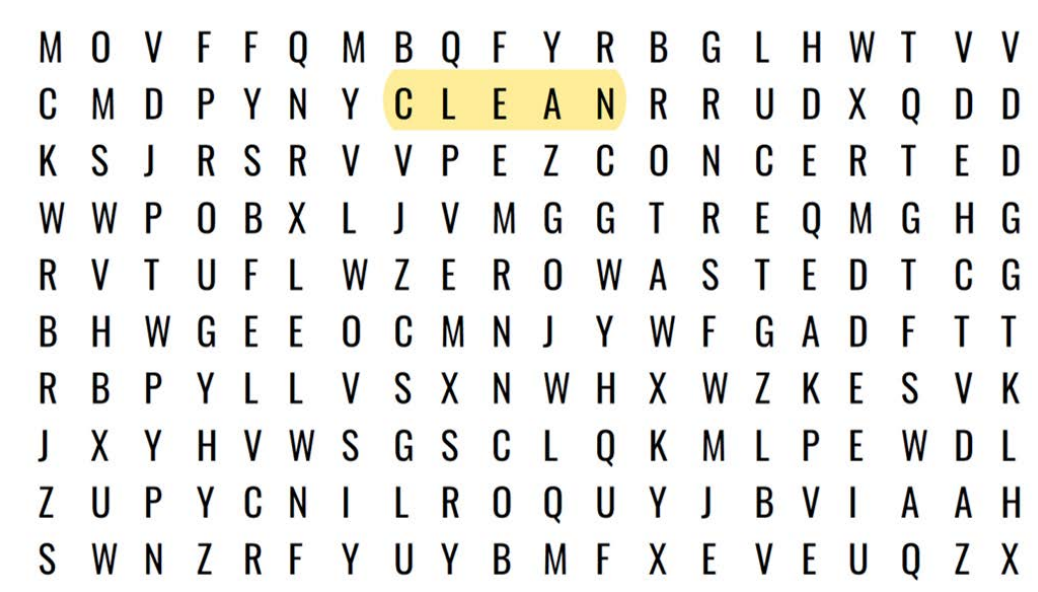 M O V F F Q M B Q F Y R B G L H W T V V
C M D P Y N Y C L E A N R R U D X Q D D
K S J R S R V V P E Z C O N C E R T E D
W W P O B X L J V M G G T R E Q M G H G
R V T U F L W Z E R O W A S T E D T C G
B H W G E E O C M N J Y W F G A D F T T
R B P Y L L V S X N W H X W Z K E S V K
J X Y H V W S G S C L Q K M L P E W D L
Z U P Y C N I L R O Q U Y J B V I A A H
S W N Z R F Y U Y B M F X E V E U Q Z X